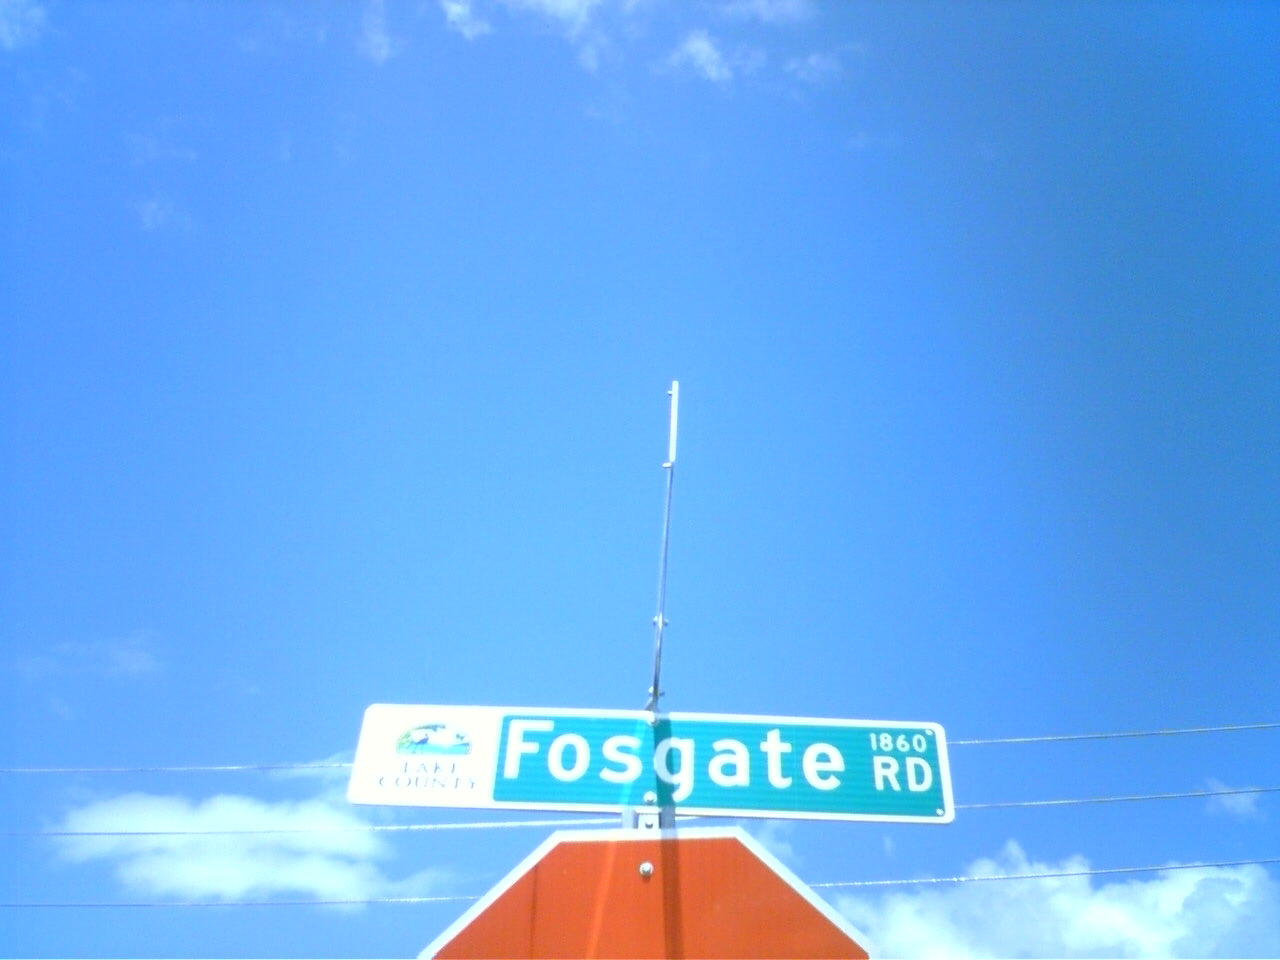 LAKE
COUNTY
Fosgate
1860
RD